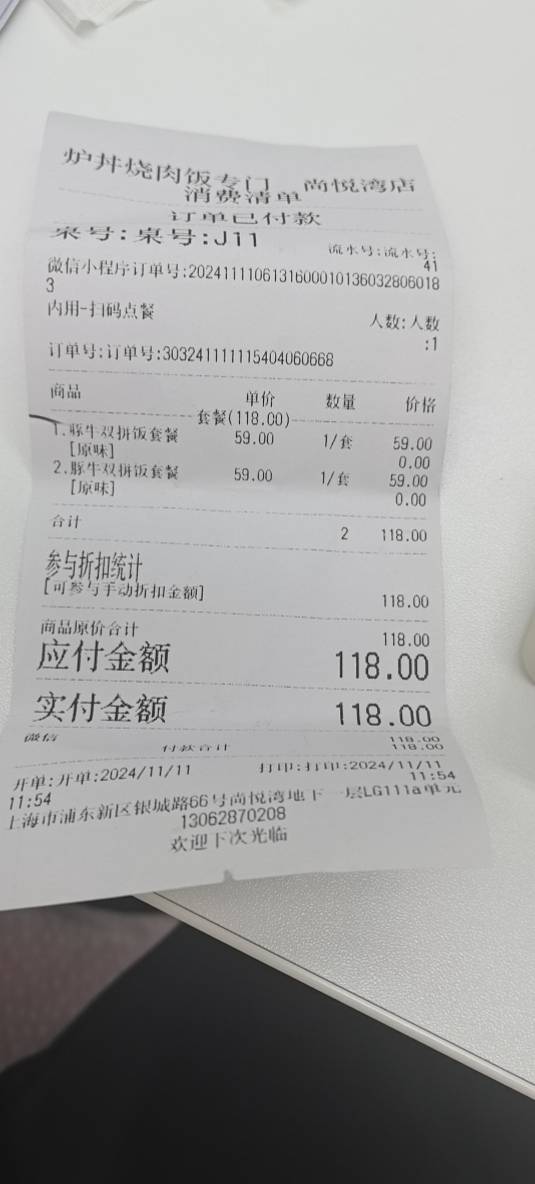 炉丼烧肉饭专门 尚悦湾店
消费清单
订单已付款
桌号:桌号:J11
流水号:流水号:
41
微信小程序订单号:2024111106131600010136032806018
3
内用-扫码点餐
人数:人数
:1
订单号:订单号:303241111115404060668
商品 单价 数量 价格
套餐(118.00)
1.豚牛双拼饭套餐 59.00 1/套 59.00
[原味] 0.00
2.豚牛双拼饭套餐 59.00 1/套 59.00
[原味] 0.00
合计 2 118.00
参与折扣统计
[可参与手动折扣金额] 118.00
商品原价合计 118.00
应付金额 118.00
实付金额 118.00
微信 118.00
付款合计 118.00
开单:开单:2024/11/11 打印:打印:2024/11/11
11:54 11:54
上海市浦东新区银城路66号尚悦湾地下一层LG111a单元
13062870208
欢迎下次光临